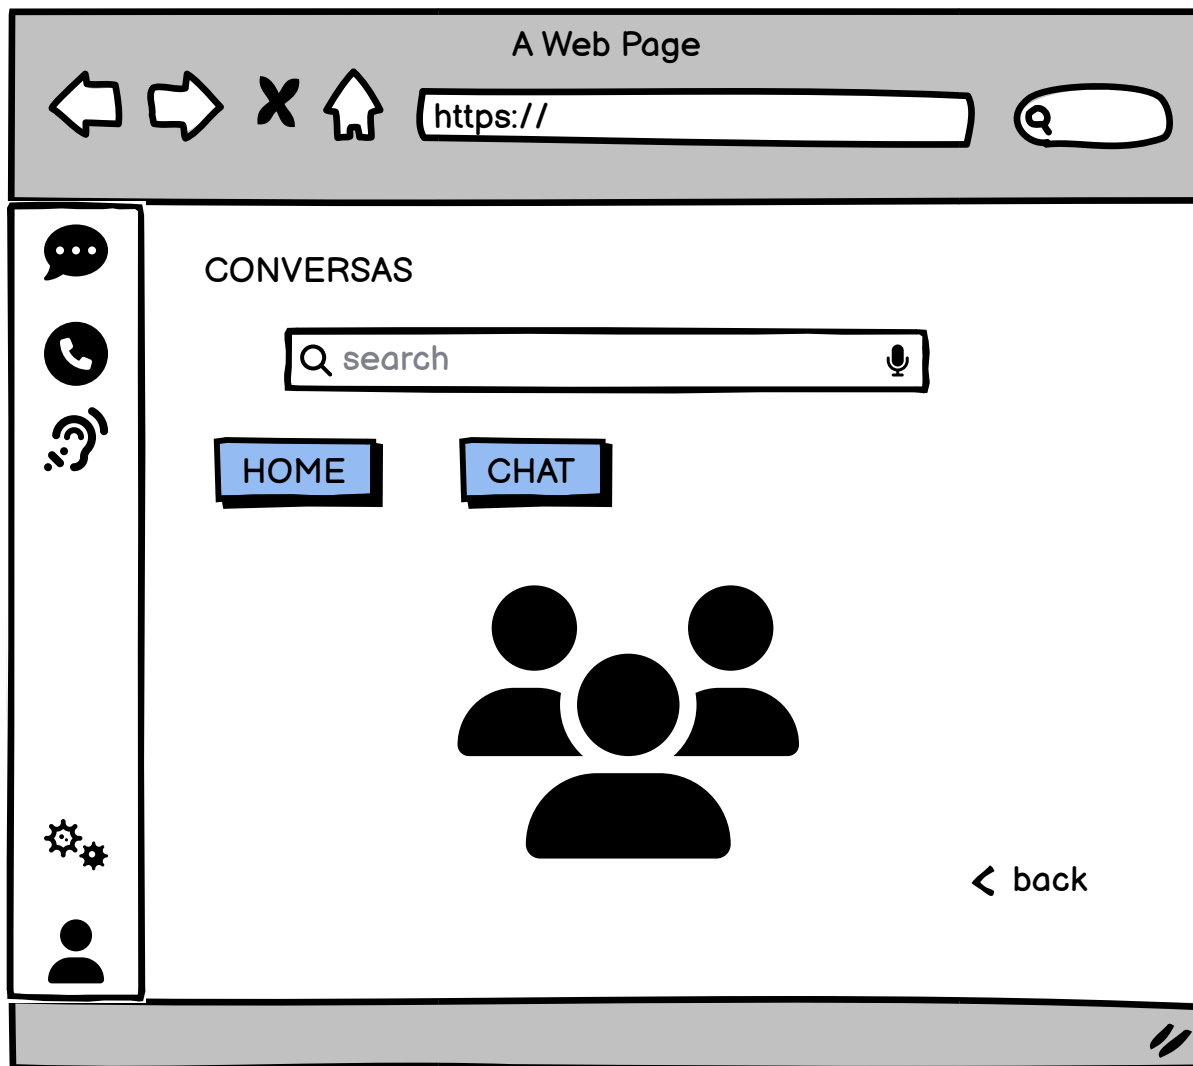 A Web Page
https://
CONVERSAS
search
HOME
CHAT
back